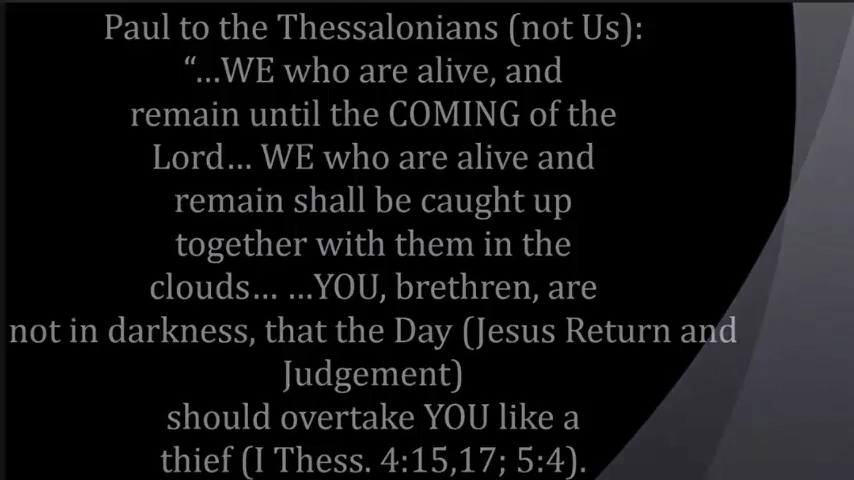 Paul to the Thessalonians (not Us):
“...WE who are alive, and
remain until the COMING of the
Lord... WE who are alive and
remain shall be caught up
together with them in the
clouds... ...YOU, brethren, are
not in darkness, that the Day (Jesus Return and
Judgement)
should overtake YOU like a
thief (I Thess. 4:15,17; 5:4).